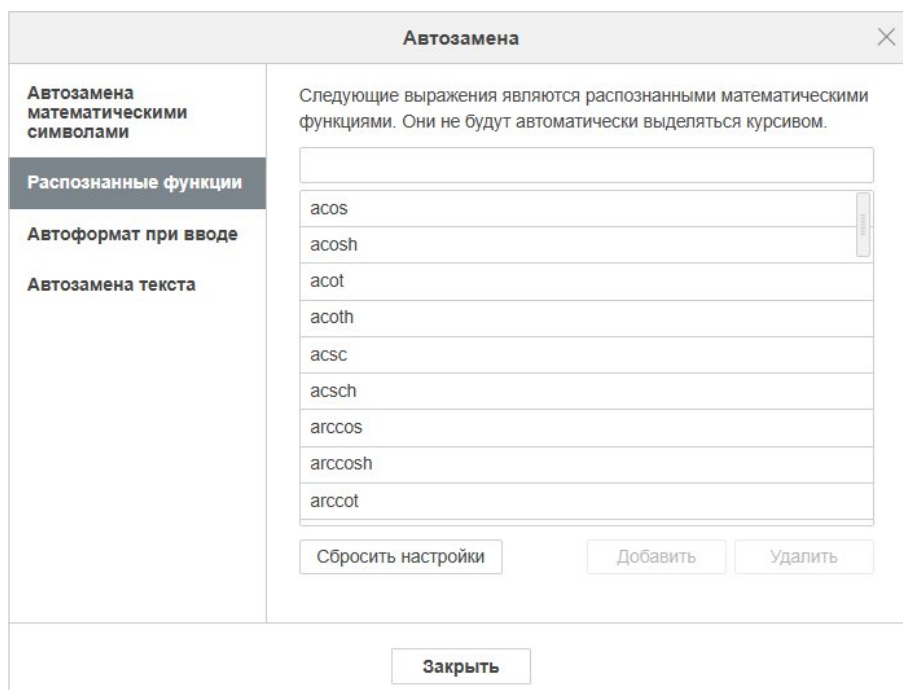 Автозамена
Автозамена
математическими
символами
Распознанные функции
Автоформат при вводе
Автозамена текста
Следующие выражения являются распознанными математическими
функциями. Они не будут автоматически выделяться курсивом.
acos
acosh
acot
acoth
acsc
acsch
arccos
arccosh
arccot
Сбросить настройки
Добавить
Удалить
Закрыть